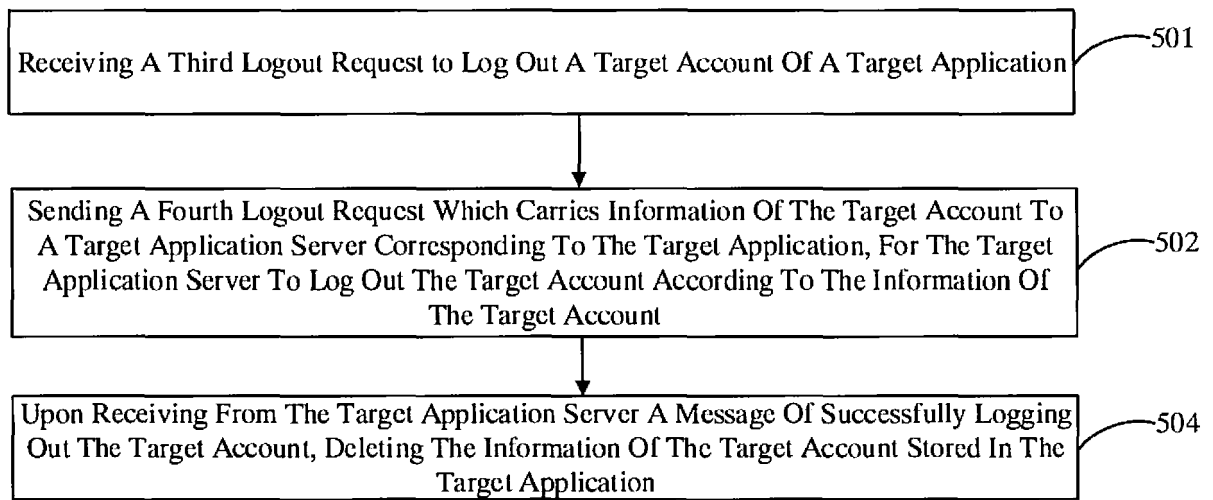 Receiving A Third Logout Request to Log Out A Target Account Of A Target Application
501
Sending A Fourth Logout Request Which Carries Information Of The Target Account To
A Target Application Server Corresponding To The Target Application, For The Target
Application Server To Log Out The Target Account According To The Information Of
The Target Account
502
Upon Receiving From The Target Application Server A Message Of Successfully Logging
Out The Target Account, Deleting The Information Of The Target Account Stored In The
Target Application
504